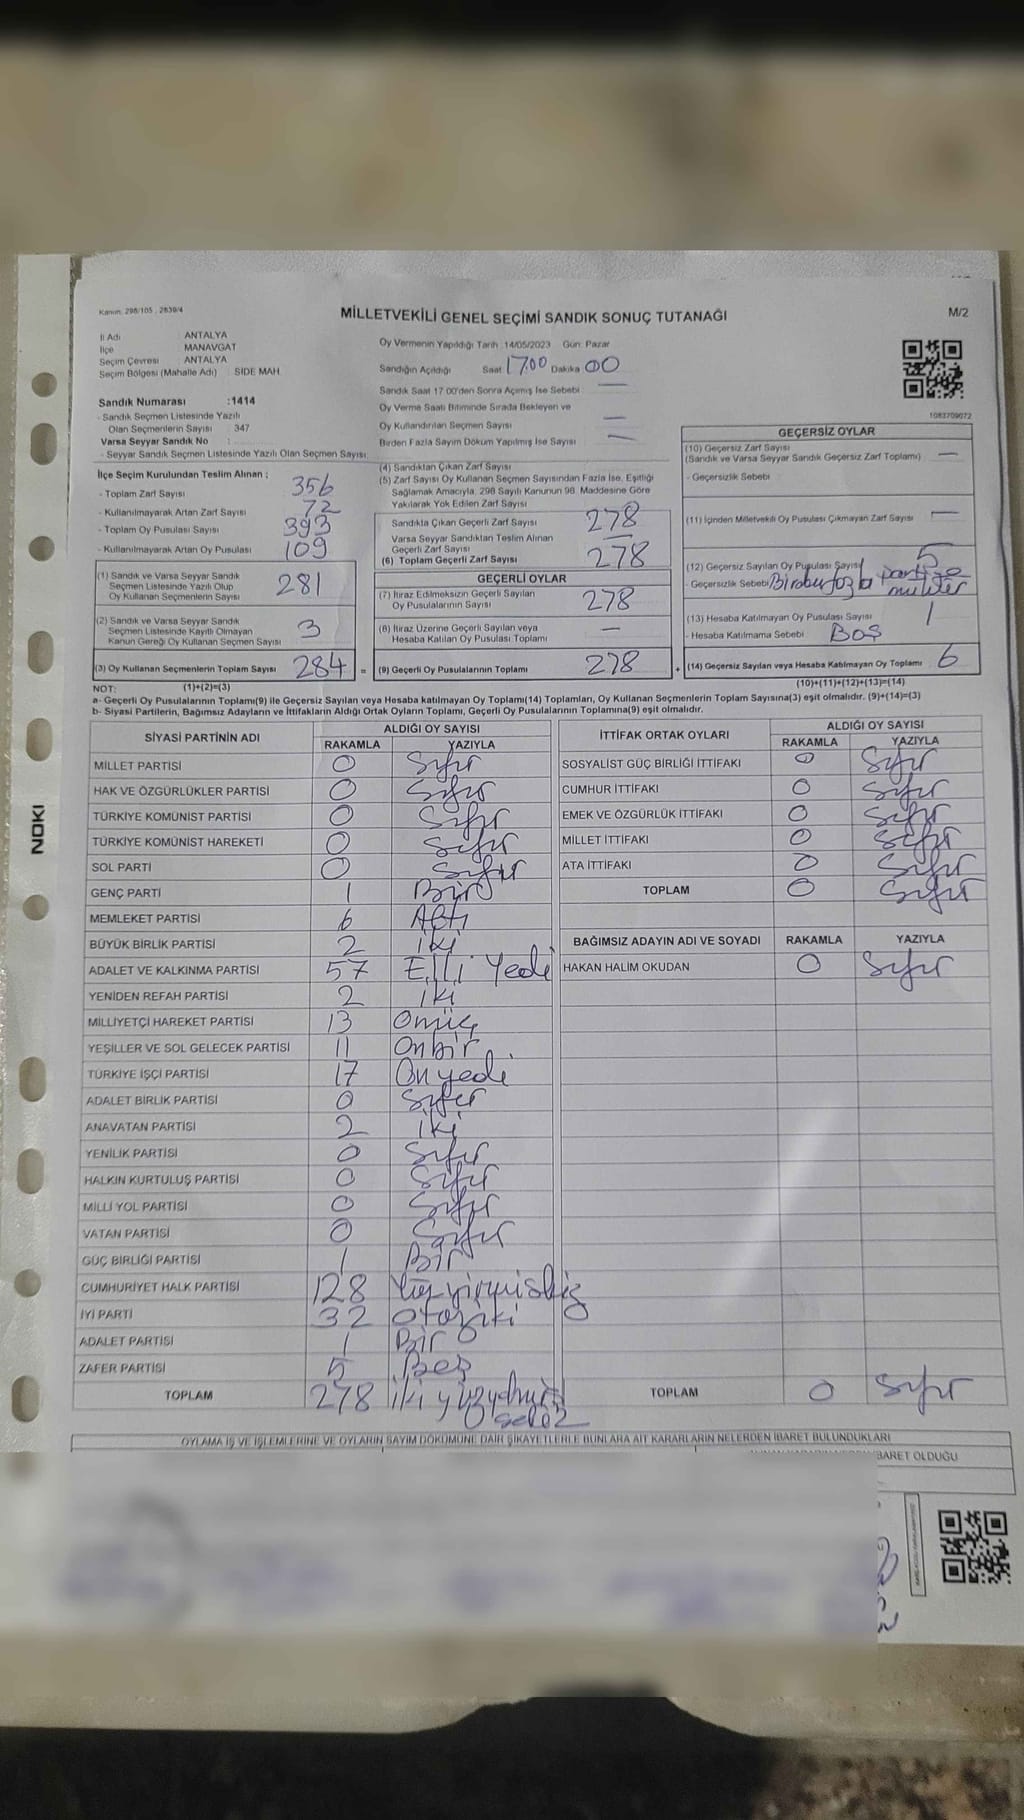 Kanun: 298/105 , 2839/4
MİLLETVEKİLİ GENEL SEÇİMİ SANDIK SONUÇ TUTANAĞI
M/2
İl Adı : ANTALYA
İlçe : MANAVGAT
Seçim Çevresi : ANTALYA
Seçim Bölgesi (Mahalle Adı) : SIDE MAH.
Sandık Numarası :1414
- Sandık Seçmen Listesinde Yazılı
Olan Seçmenlerin Sayısı : 347
Varsa Seyyar Sandık No :
- Seyyar Sandık Seçmen Listesinde Yazılı Olan Seçmen Sayısı:
Oy Vermenin Yapıldığı Tarih :14/05/2023 Gün: Pazar
Sandığın Açıldığı Saat 17.00 Dakika 00
Sandık Saat 17 00'den Sonra Açımış İse Sebebi : —
Oy Verme Saati Bitiminde Sırada Bekleyen ve
Oy Kullandırılan Seçmen Sayısı : —
Birden Fazla Sayım Döküm Yapılmış İse Sayısı : —
1083709072
İlçe Seçim Kurulundan Teslim Alınan ;
- Toplam Zarf Sayısı : 356
- Kullanılmayarak Artan Zarf Sayısı : 72
- Toplam Oy Pusulası Sayısı : 393
- Kullanılmayarak Artan Oy Pusulası : 109
(1) Sandık ve Varsa Seyyar Sandık
Seçmen Listesinde Yazılı Olup
Oy Kullanan Seçmenlerin Sayısı : 281
(2) Sandık ve Varsa Seyyar Sandık
Seçmen Listesinde Kayıtlı Olmayan
Kanun Gereği Oy Kullanan Seçmen Sayısı : 3
(3) Oy Kullanan Seçmenlerin Toplam Sayısı : 284 =
(4) Sandıktan Çıkan Zarf Sayısı :
(5) Zarf Sayısı Oy Kullanan Seçmen Sayısından Fazla İse, Eşitliği
Sağlamak Amacıyla, 298 Sayılı Kanunun 98. Maddesine Göre
Yakılarak Yok Edilen Zarf Sayısı :
Sandıkta Çıkan Geçerli Zarf Sayısı : 278
Varsa Seyyar Sandıktan Teslim Alınan
Geçerli Zarf Sayısı : —
(6) Toplam Geçerli Zarf Sayısı : 278
GEÇERLİ OYLAR
(7) İtiraz Edilmeksizin Geçerli Sayılan
Oy Pusulalarının Sayısı : 278
(8) İtiraz Üzerine Geçerli Sayılan veya
Hesaba Katılan Oy Pusulası Toplamı : —
(9) Geçerli Oy Pusulalarının Toplamı : 278 +
GEÇERSİZ OYLAR
(10) Geçersiz Zarf Sayısı :
(Sandık ve Varsa Seyyar Sandık Geçersiz Zarf Toplamı) —
- Geçersizlik Sebebi :
(11) İçinden Milletvekili Oy Pusulası Çıkmayan Zarf Sayısı : —
(12) Geçersiz Sayılan Oy Pusulası Sayısı : 5
- Geçersizlik Sebebi : mühür
(13) Hesaba Katılmayan Oy Pusulası Sayısı : 1
- Hesaba Katılmama Sebebi : Boş
(14) Geçersiz Sayılan veya Hesaba Katılmayan Oy Toplamı : 6
NOT: (1)+(2)=(3)
(10)+(11)+(12)+(13)=(14)
a- Geçerli Oy Pusulalarının Toplamı(9) ile Geçersiz Sayılan veya Hesaba katılmayan Oy Toplamı(14) Toplamları, Oy Kullanan Seçmenlerin Toplam Sayısına(3) eşit olmalıdır. (9)+(14)=(3)
b- Siyasi Partilerin, Bağımsız Adayların ve İttifakların Aldığı Ortak Oyların Toplamı, Geçerli Oy Pusulalarının Toplamına(9) eşit olmalıdır.
SİYASİ PARTİNİN ADI
ALDIĞI OY SAYISI
RAKAMLA YAZIYLA
MİLLET PARTİSİ 0 Sıfır
HAK VE ÖZGÜRLÜKLER PARTİSİ 0 Sıfır
TÜRKİYE KOMÜNİST PARTİSİ 0 Sıfır
TÜRKİYE KOMÜNİST HAREKETİ 0 Sıfır
SOL PARTİ 0 Sıfır
GENÇ PARTİ 1 Bir
MEMLEKET PARTİSİ 6 Altı
BÜYÜK BİRLİK PARTİSİ 2 iki
ADALET VE KALKINMA PARTİSİ 57 Elli Yedi
YENİDEN REFAH PARTİSİ 2 iki
MİLLİYETÇİ HAREKET PARTİSİ 13 Onüç
YEŞİLLER VE SOL GELECEK PARTİSİ 11 Onbir
TÜRKİYE İŞÇİ PARTİSİ 17 Onyedi
ADALET BİRLİK PARTİSİ 0 Sıfır
ANAVATAN PARTİSİ 2 iki
YENİLİK PARTİSİ 0 Sıfır
HALKIN KURTULUŞ PARTİSİ 0 Sıfır
MİLLİ YOL PARTİSİ 0 Sıfır
VATAN PARTİSİ 0 Sıfır
GÜÇ BİRLİĞİ PARTİSİ 1 Bir
CUMHURİYET HALK PARTİSİ 128 Yüzyirmisekiz
İYİ PARTİ 32 Otuziki
ADALET PARTİSİ 1 Bir
ZAFER PARTİSİ 5 Beş
TOPLAM 278 ikiyüzyetmiş
sekiz
İTTİFAK ORTAK OYLARI
ALDIĞI OY SAYISI
RAKAMLA YAZIYLA
SOSYALİST GÜÇ BİRLİĞİ İTTİFAKI 0 Sıfır
CUMHUR İTTİFAKI 0 Sıfır
EMEK VE ÖZGÜRLÜK İTTİFAKI 0 Sıfır
MİLLET İTTİFAKI 0 Sıfır
ATA İTTİFAKI 0 Sıfır
TOPLAM 0 Sıfır
BAĞIMSIZ ADAYIN ADI VE SOYADI RAKAMLA YAZIYLA
HAKAN HALİM OKUDAN 0 Sıfır
TOPLAM 0 Sıfır
OYLAMA İŞ VE İŞLEMLERİNE VE OYLARIN SAYIM DÖKÜMÜNE DAİR ŞİKAYETLERLE BUNLARA AİT KARARLARIN NELERDEN İBARET BULUNDUKLARI
BARET OLDUĞU
NOKI